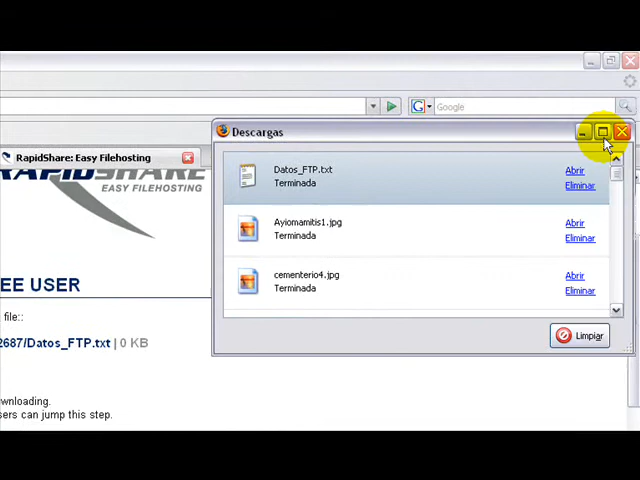 Google
Descargas
RapidShare: Easy Filehosting
RAPIDSHARE
EASY FILEHOSTING
Datos_FTP.txt
Terminada
Abrir
Eliminar
Ayiomamitis1.jpg
Terminada
Abrir
Eliminar
cementerio4.jpg
Terminada
Abrir
Eliminar
Limpiar
EE USER
file::
2687/Datos_FTP.txt | 0 KB
wnloading.
sers can jump this step.